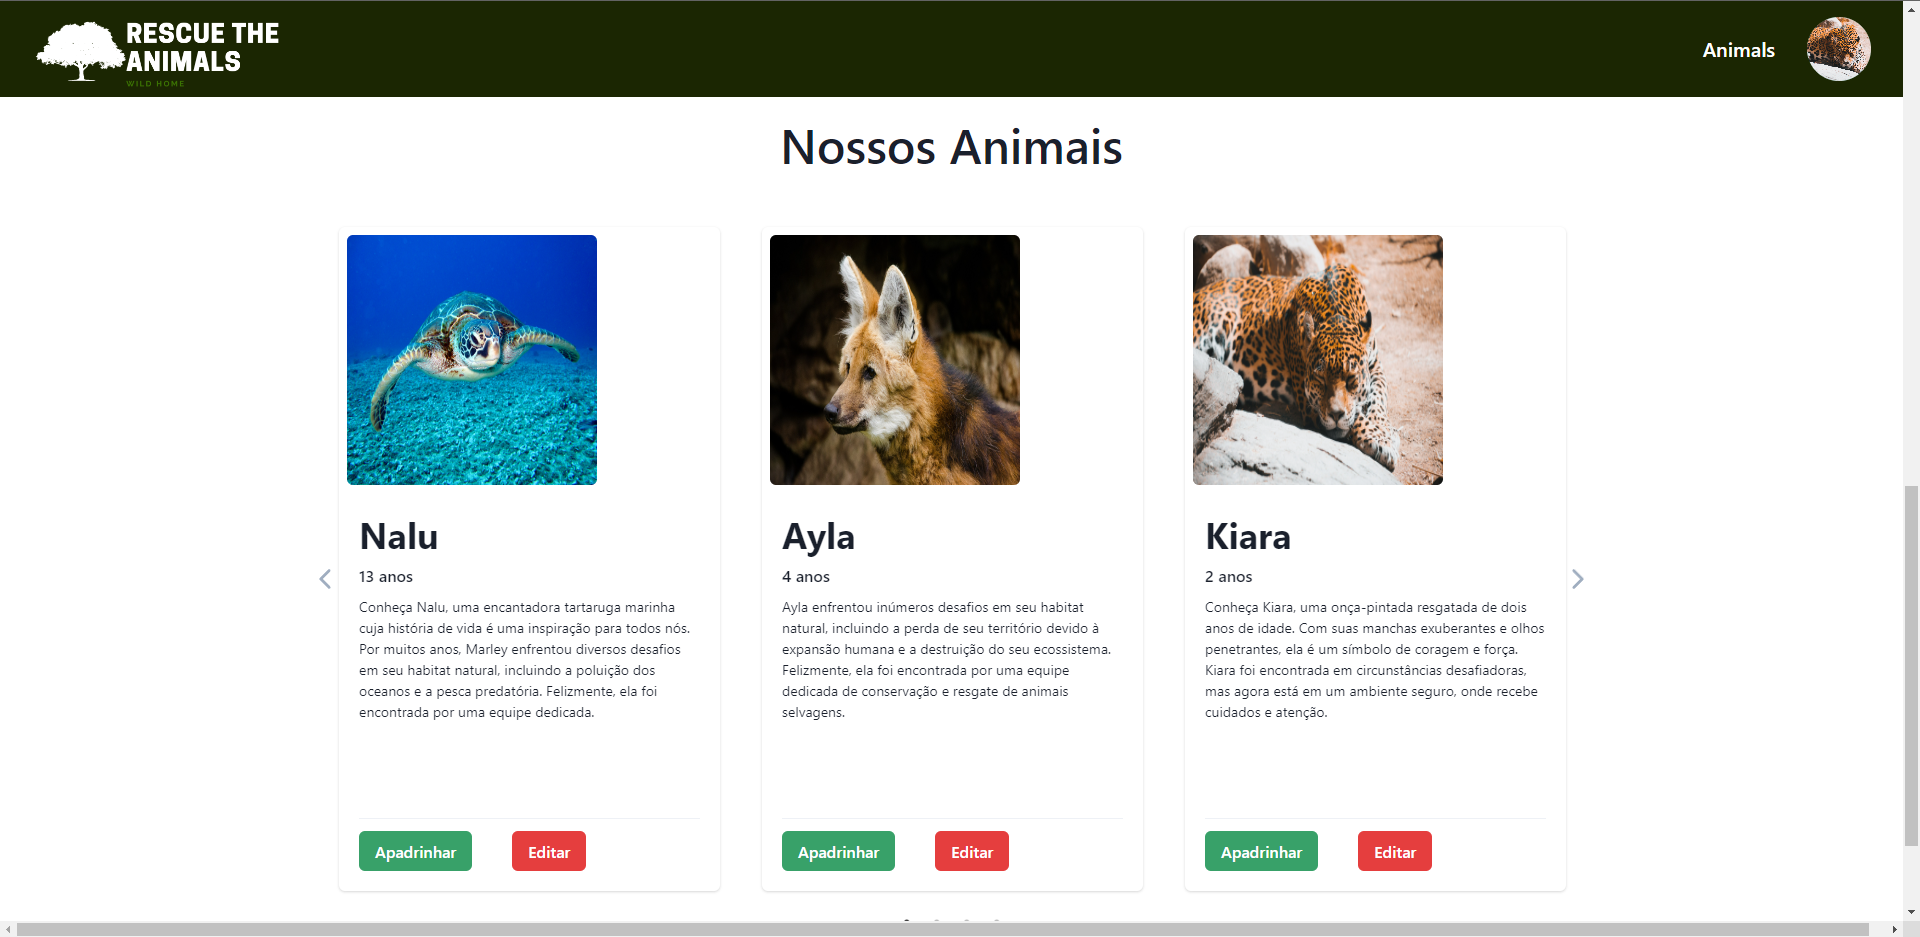 RESCUE THE
ANIMALS
WILD HOME
Animals
Nossos Animais
Nalu
13 anos
Conheça Nalu, uma encantadora tartaruga marinha
cuja história de vida é uma inspiração para todos nós.
Por muitos anos, Marley enfrentou diversos desafios
em seu habitat natural, incluindo a poluição dos
oceanos e a pesca predatória. Felizmente, ela foi
encontrada por uma equipe dedicada.
Apadrinhar
Editar
Ayla
4 anos
Ayla enfrentou inúmeros desafios em seu habitat
natural, incluindo a perda de seu território devido à
expansão humana e a destruição do seu ecossistema.
Felizmente, ela foi encontrada por uma equipe
dedicada de conservação e resgate de animais
selvagens.
Apadrinhar
Editar
Kiara
2 anos
Conheça Kiara, uma onça-pintada resgatada de dois
anos de idade. Com suas manchas exuberantes e olhos
penetrantes, ela é um símbolo de coragem e força.
Kiara foi encontrada em circunstâncias desafiadoras,
mas agora está em um ambiente seguro, onde recebe
cuidados e atenção.
Apadrinhar
Editar